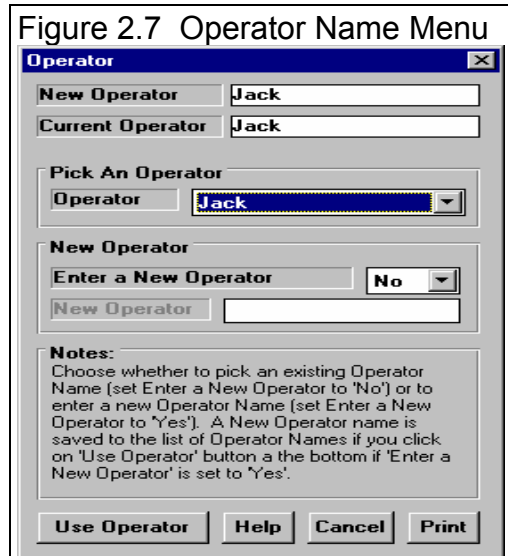 Figure 2.7 Operator Name Menu
Operator
New Operator Jack
Current Operator Jack
Pick An Operator
Operator Jack
New Operator
Enter a New Operator No
New Operator
Notes:
Choose whether to pick an existing Operator
Name (set Enter a New Operator to 'No') or to
enter a new Operator Name (set Enter a New
Operator to 'Yes'). A New Operator name is
saved to the list of Operator Names if you click
on 'Use Operator' button a the bottom if 'Enter a
New Operator' is set to 'Yes'.
Use Operator Help Cancel Print